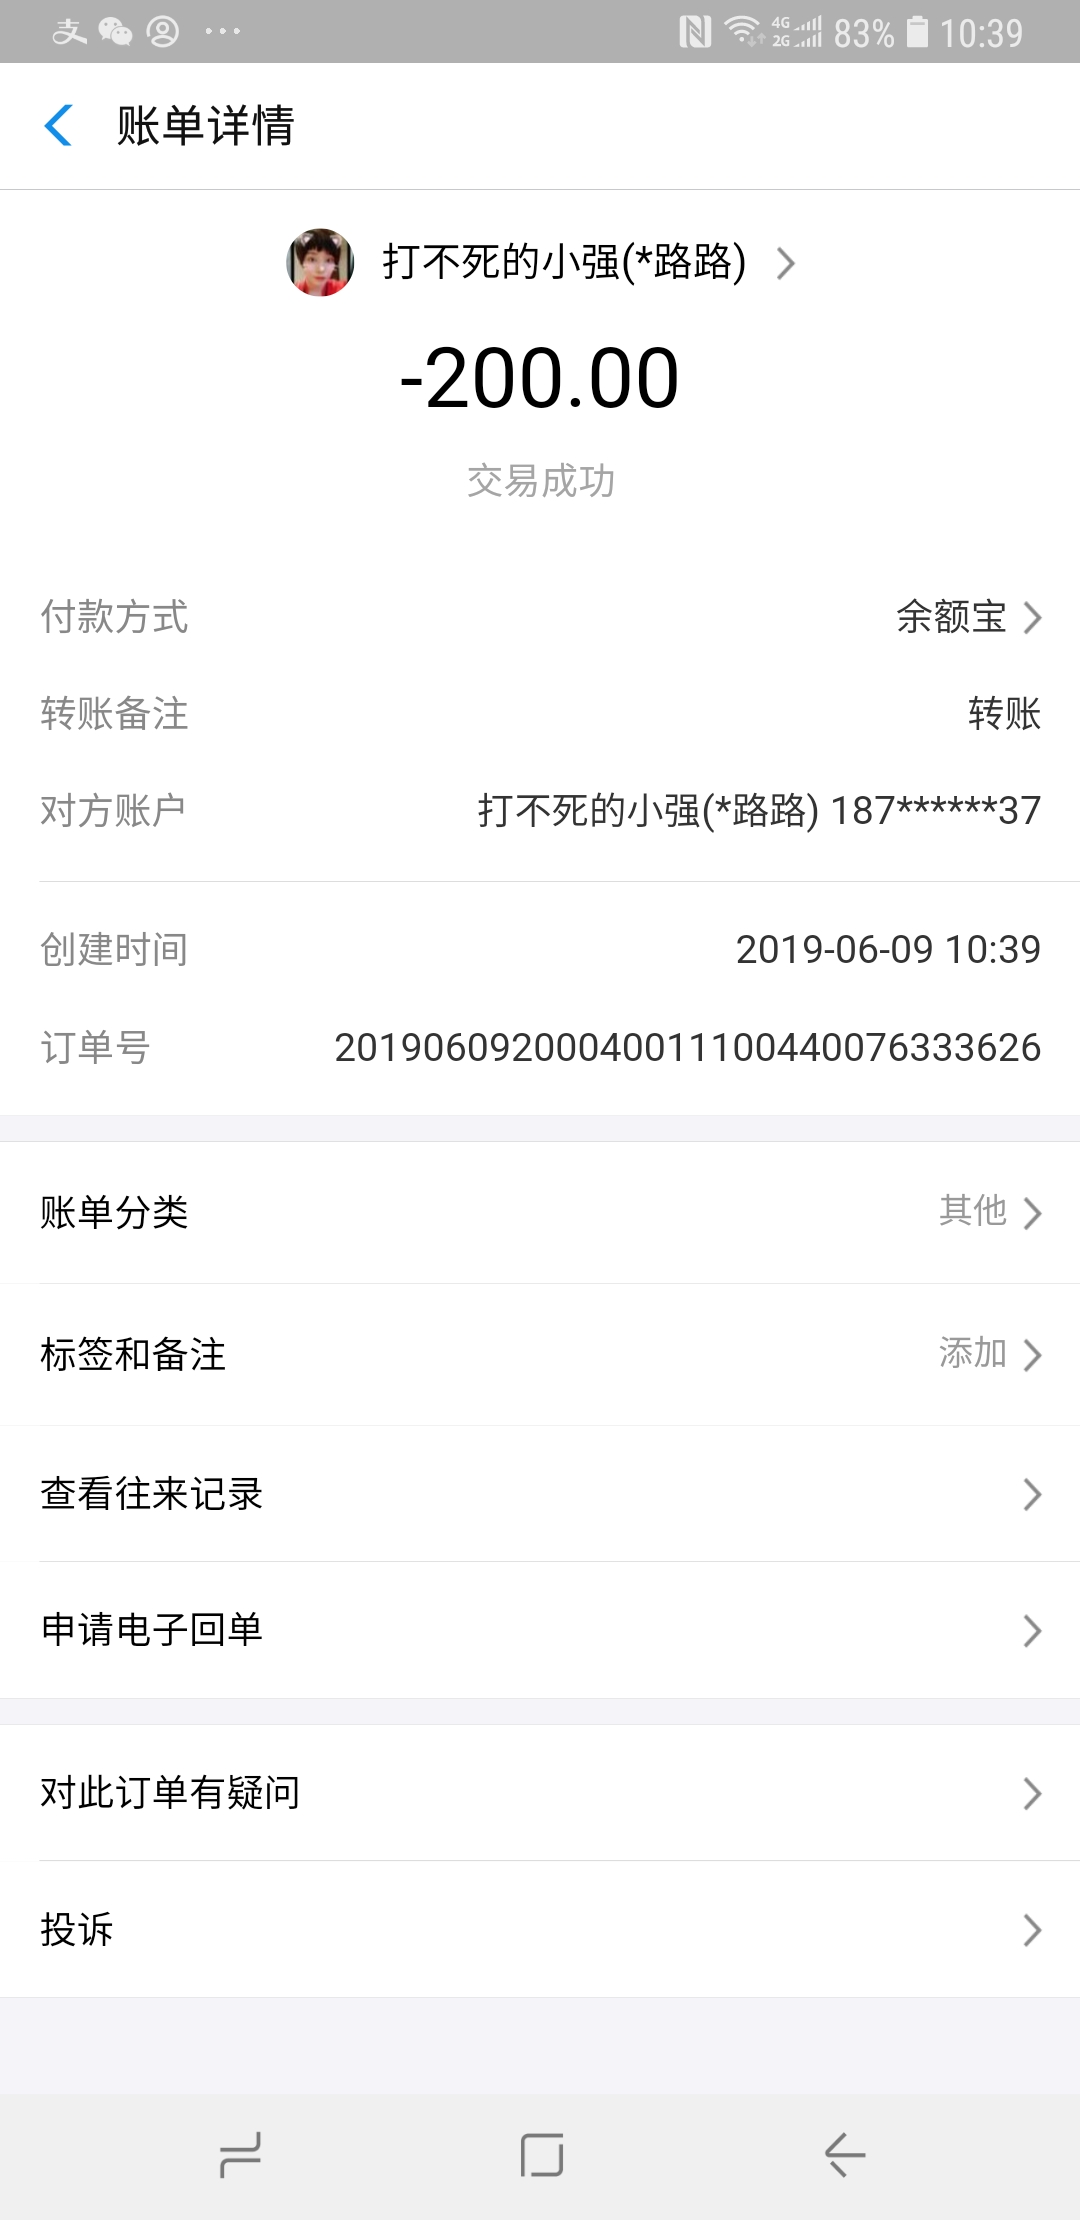 支 4G 2G 83% 10:39
账单详情
打不死的小强(*路路)
-200.00
交易成功
付款方式 余额宝
转账备注 转账
对方账户 打不死的小强(*路路) 187******37
创建时间 2019-06-09 10:39
订单号 20190609200040011100440076333626
账单分类 其他
标签和备注 添加
查看往来记录
申请电子回单
对此订单有疑问
投诉